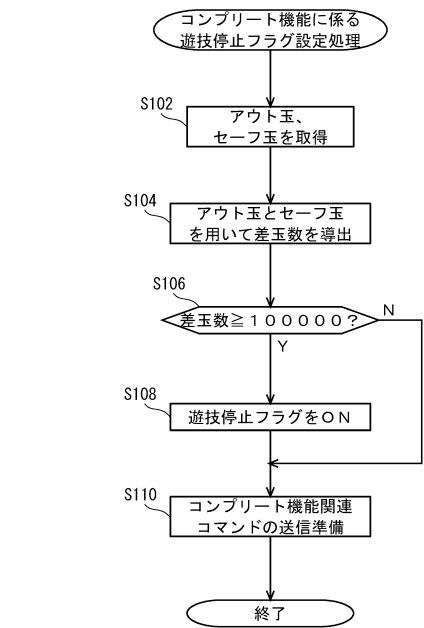 コンプリート機能に係る
遊技停止フラグ設定処理
S102
アウト玉、
セーフ玉を取得
S104
アウト玉とセーフ玉
を用いて差玉数を導出
S106
差玉数≧１０００００？
N
Y
S108
遊技停止フラグをＯＮ
S110
コンプリート機能関連
コマンドの送信準備
終了